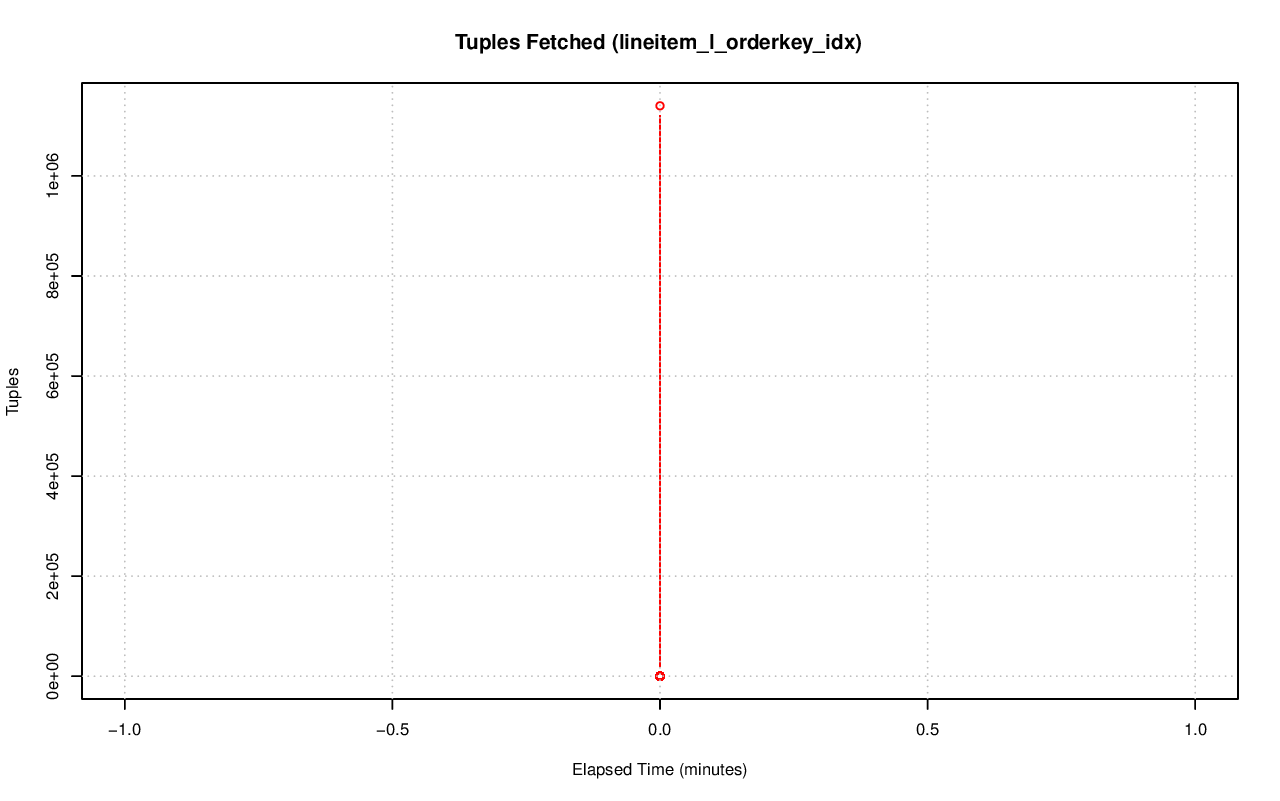 Tuples Fetched (lineitem_l_orderkey_idx)
1e+06
8e+05
6e+05
4e+05
2e+05
0e+00
Tuples
−1.0 −0.5 0.0 0.5 1.0
Elapsed Time (minutes)